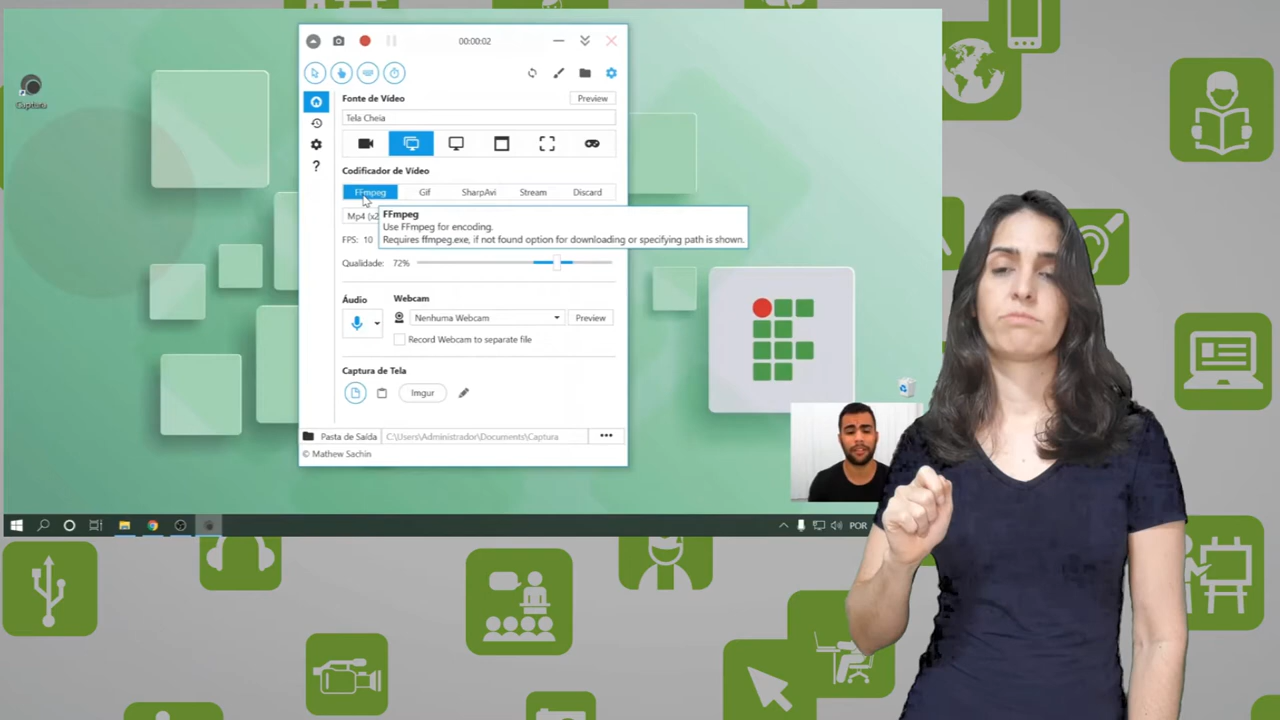 00:00:02
Captura
Fonte de Vídeo
Preview
Tela Cheia
Codificador de Vídeo
FFmpeg
Gif
SharpAvi
Stream
Discard
Mp4 (x2
FFmpeg
Use FFmpeg for encoding.
Requires ffmpeg.exe, if not found option for downloading or specifying path is shown.
FPS: 10
Qualidade: 72%
Áudio
Webcam
Nenhuma Webcam
Preview
Record Webcam to separate file
Captura de Tela
Imgur
Pasta de Saída
C:\Users\Administrador\Documents\Captura
© Mathew Sachin
POR